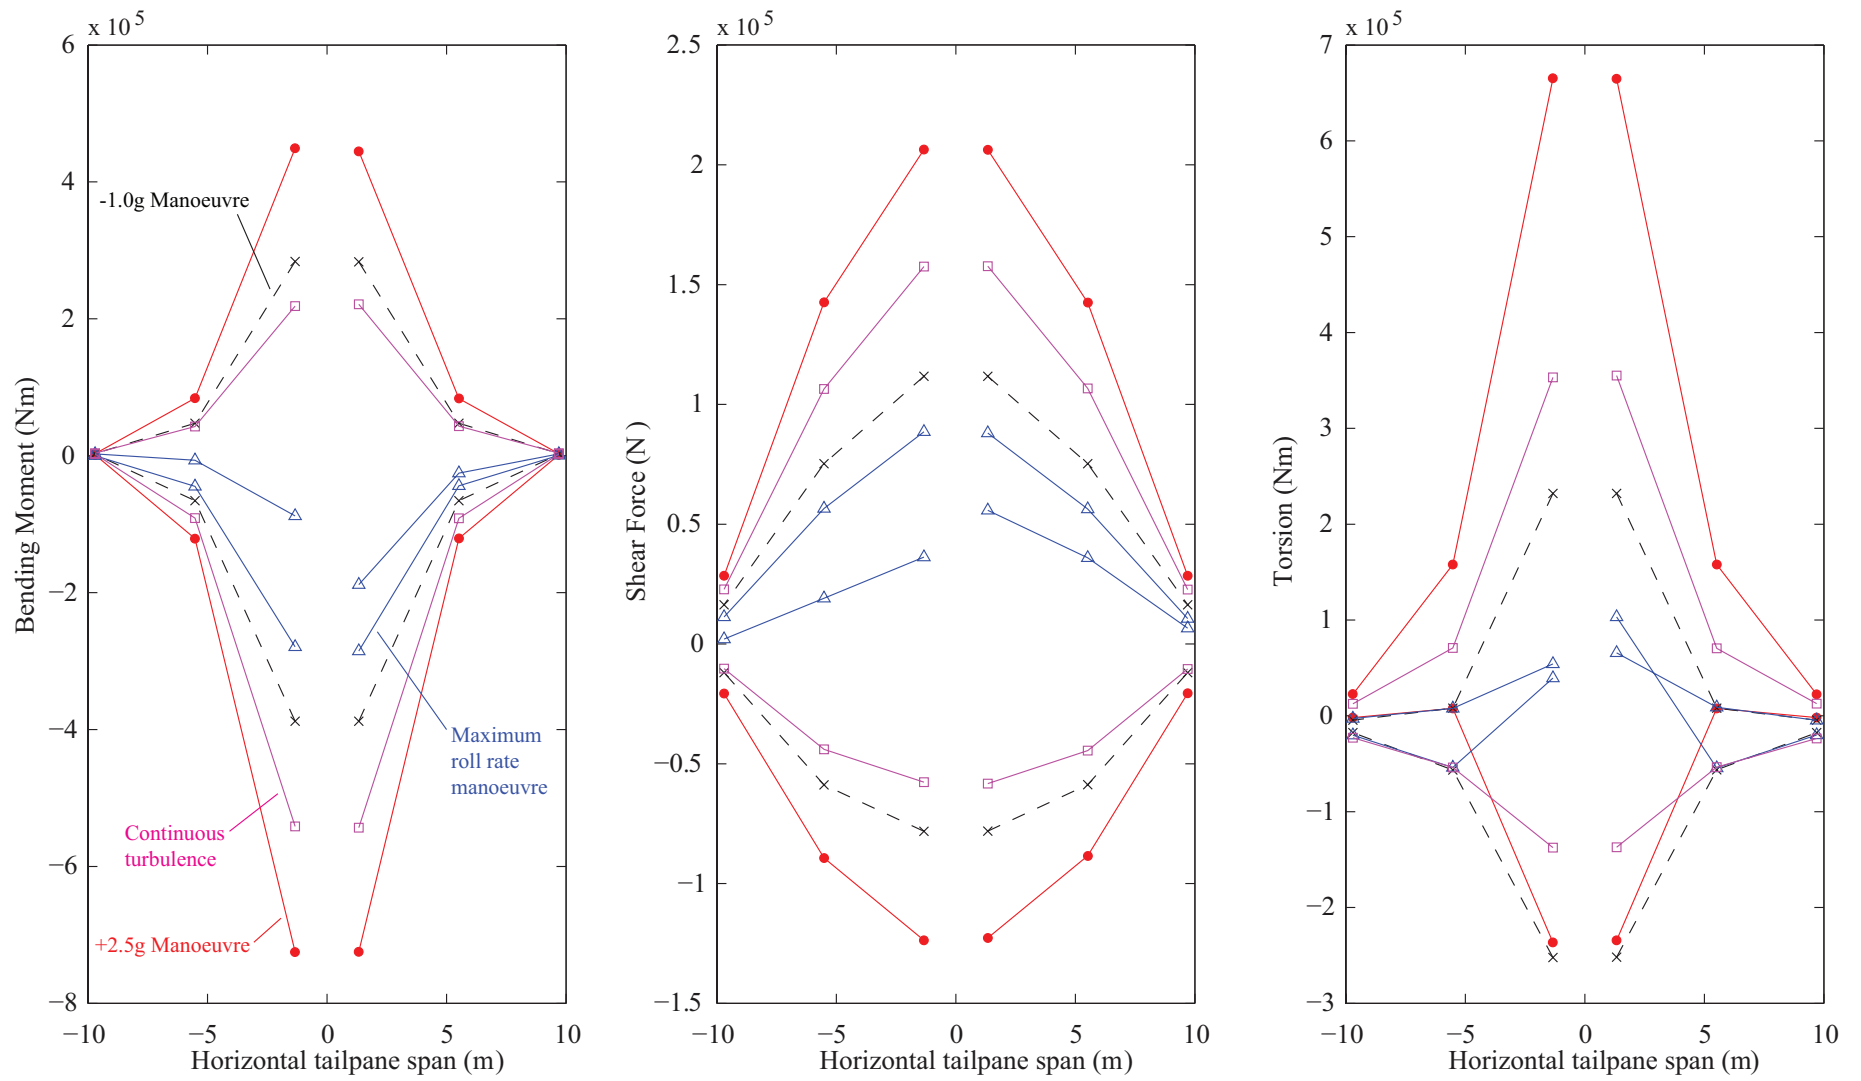 x 10 5
6
4
2
0
−2
−4
−6
−8
−10
−5
0
5
10
Bending Moment (Nm)
Horizontal tailpane span (m)
-1.0g Manoeuvre
Maximum
roll rate
manoeuvre
Continuous
turbulence
+2.5g Manoeuvre
x 10 5
2.5
2
1.5
1
0.5
0
−0.5
−1
−1.5
−10
−5
0
5
10
Shear Force (N )
Horizontal tailpane span (m)
x 10 5
7
6
5
4
3
2
1
0
−1
−2
−3
−10
−5
0
5
10
Torsion (Nm)
Horizontal tailpane span (m)